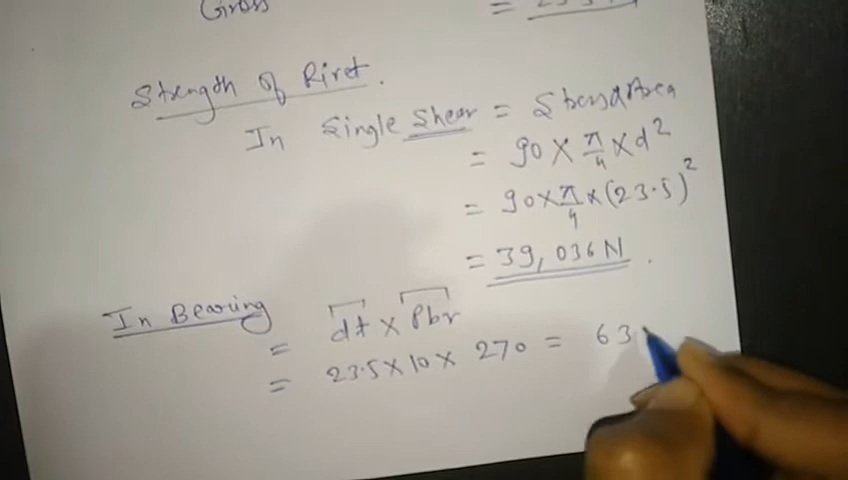 Gross =
Strength of Rivet.
In Single Shear = Stress x Area
= 90 × π/4 × d²
= 90 × π/4 × (23.5)²
= 39,036 N.
In Bearing
= dt × Pbr
= 23.5 × 10 × 270 = 63